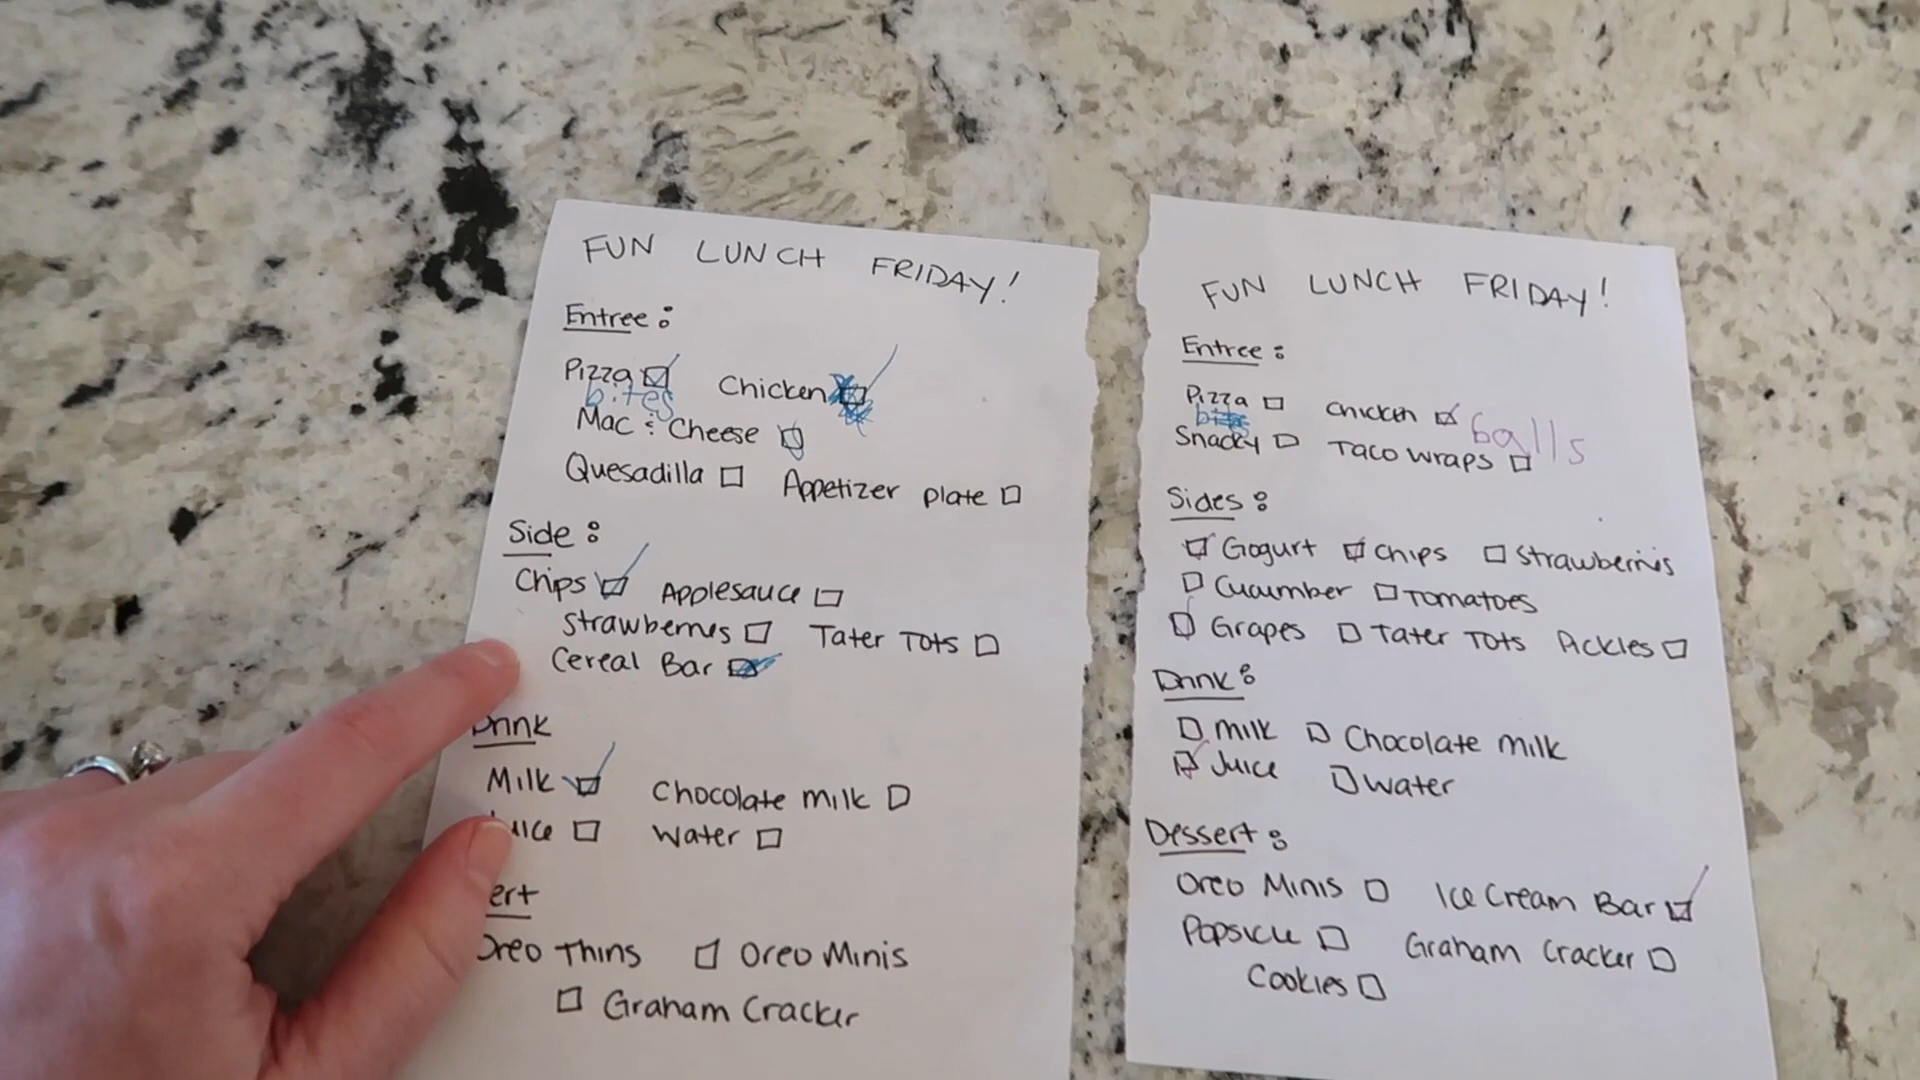 FUN LUNCH FRIDAY!
Entree:
Pizza Chicken
bites
Mac & Cheese
Quesadilla Appetizer plate
Side:
Chips Applesauce
Strawberries Tater Tots
Cereal Bar
Drink
Milk Chocolate milk
Juice Water
ert
Oreo Thins Oreo Minis
Graham Cracker
FUN LUNCH FRIDAY!
Entree:
Pizza Chicken balls
bites
Snacky Taco wraps
Sides:
Gogurt Chips Strawberries
Cucumber Tomatoes
Grapes Tater Tots Pickles
Drink:
Milk Chocolate milk
Juice Water
Dessert:
Oreo Minis Ice Cream Bar
Popsicle Graham Cracker
Cookies